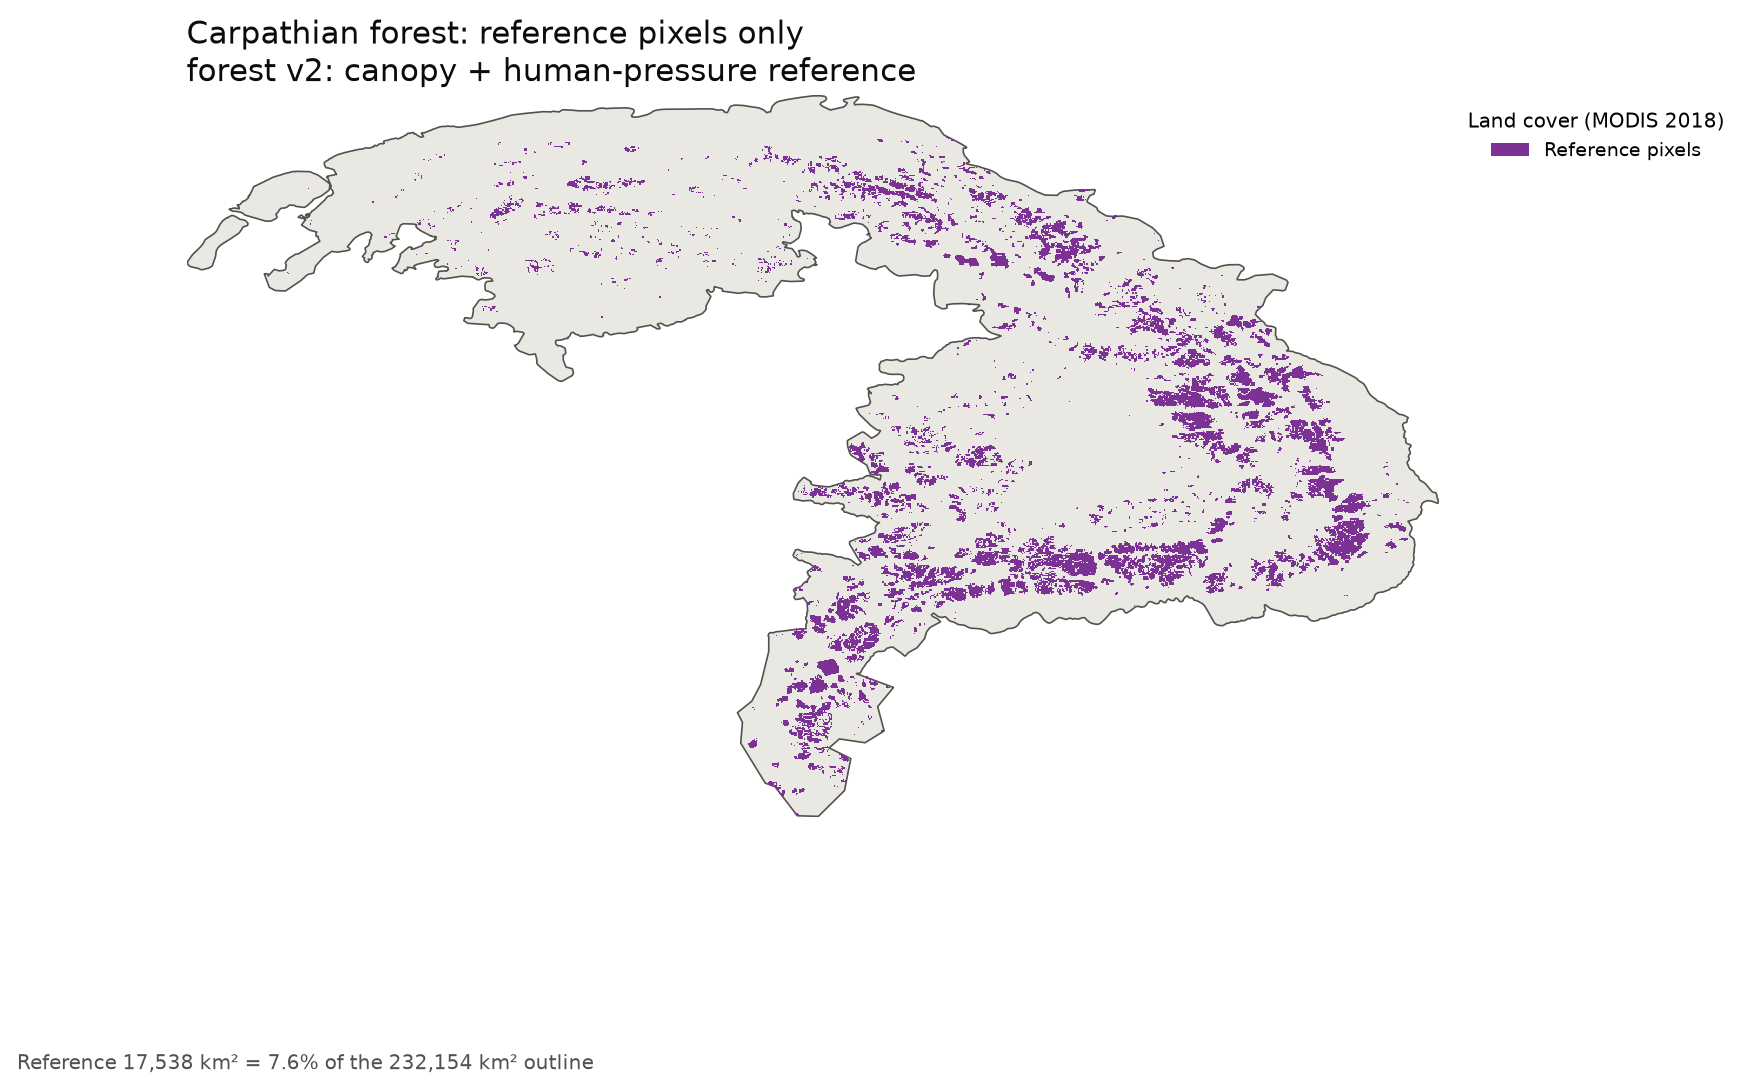 Carpathian forest: reference pixels only
forest v2: canopy + human-pressure reference
Land cover (MODIS 2018)
Reference pixels
Reference 17,538 km² = 7.6% of the 232,154 km² outline